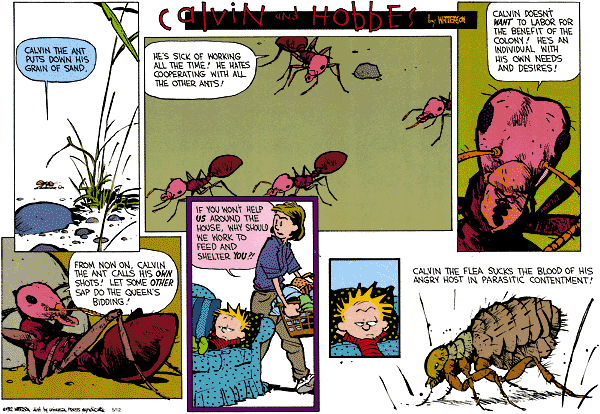 calvin and HOBBES
by WATTERSON
CALVIN THE ANT
PUTS DOWN HIS
GRAIN OF SAND.
HE'S SICK OF WORKING
ALL THE TIME! HE HATES
COOPERATING WITH ALL
THE OTHER ANTS!
CALVIN DOESN'T
WANT TO LABOR FOR
THE BENEFIT OF THE
COLONY! HE'S AN
INDIVIDUAL WITH
HIS OWN NEEDS
AND DESIRES!
FROM NOW ON, CALVIN
THE ANT CALLS HIS OWN
SHOTS! LET SOME OTHER
SAP DO THE QUEEN'S
BIDDING!
IF YOU WON'T HELP
US AROUND THE
HOUSE, WHY SHOULD
WE WORK TO
FEED AND
SHELTER YOU?!
CALVIN THE FLEA SUCKS THE BLOOD OF HIS
ANGRY HOST IN PARASITIC CONTENTMENT!